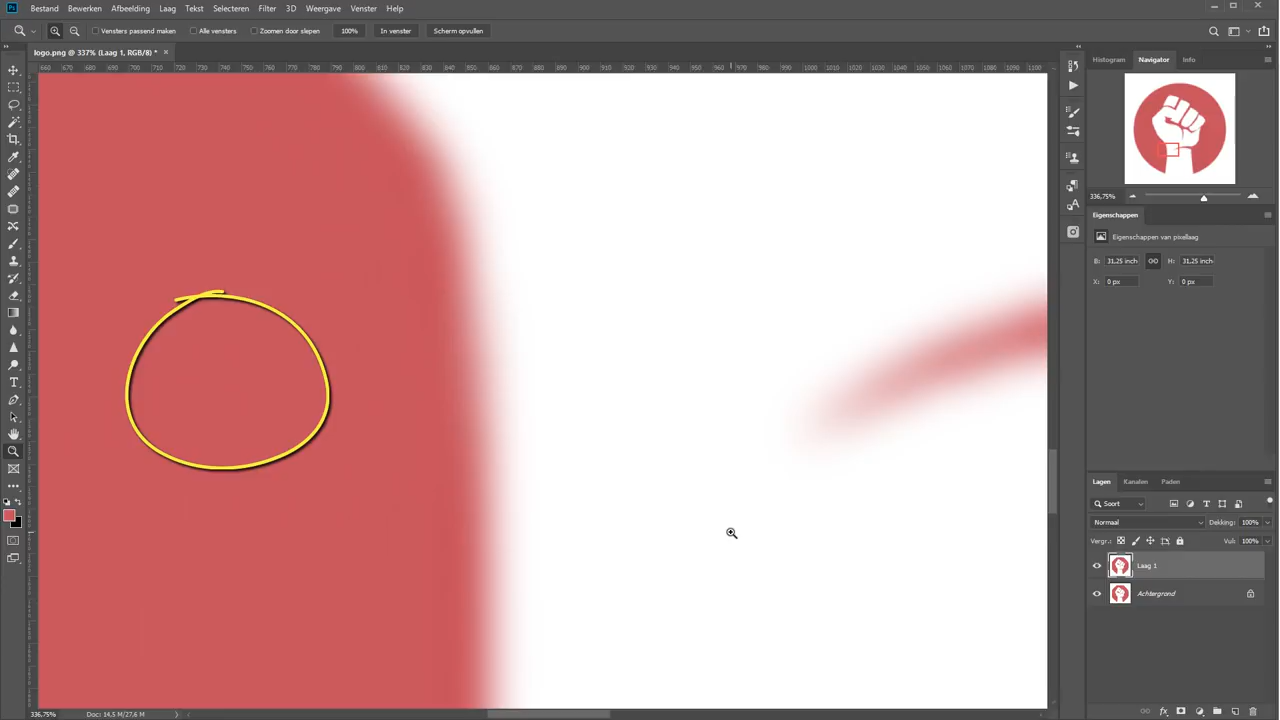 Bestand Bewerken Afbeelding Laag Tekst Selecteren Filter 3D Weergave Venster Help
Vensters passend maken Alle vensters Zoomen door slepen 100% In venster Scherm opvullen
logo.png @ 337% (Laag 1, RGB/8) *
Histogram Navigator Info
336,75%
Eigenschappen
Eigenschappen van pixellaag
B: 31,25 inch H: 31,25 inch
X: 0 px Y: 0 px
Lagen Kanalen Paden
Soort
Normaal Dekking: 100%
Vergr.: Vul: 100%
Laag 1
Achtergrond
336,75% Doc: 14,5 M/27,6 M